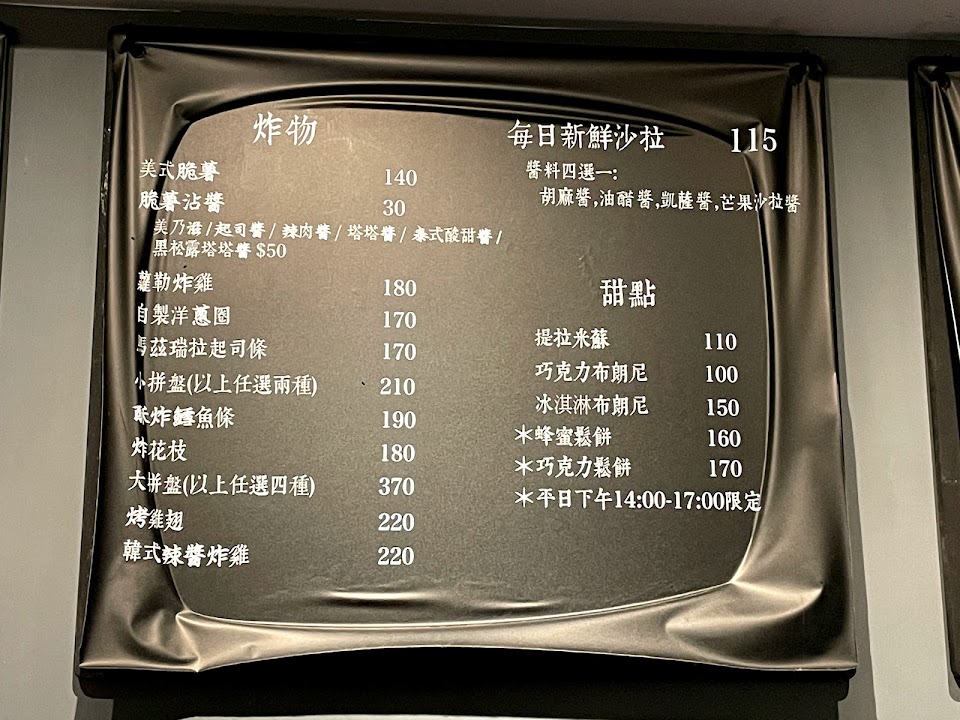 炸物
美式脆薯 140
脆薯沾醬 30
美乃滋/起司醬/辣肉醬/塔塔醬/泰式酸甜醬/
黑松露塔塔醬 $50
蘿勒炸雞 180
自製洋蔥圈 170
馬茲瑞拉起司條 170
小拼盤(以上任選兩種) 210
酥炸鱈魚條 190
炸花枝 180
大拼盤(以上任選四種) 370
烤雞翅 220
韓式辣醬炸雞 220
每日新鮮沙拉 115
醬料四選一:
胡麻醬,油醋醬,凱薩醬,芒果沙拉醬
甜點
提拉米蘇 110
巧克力布朗尼 100
冰淇淋布朗尼 150
*蜂蜜鬆餅 160
*巧克力鬆餅 170
*平日下午14:00-17:00限定